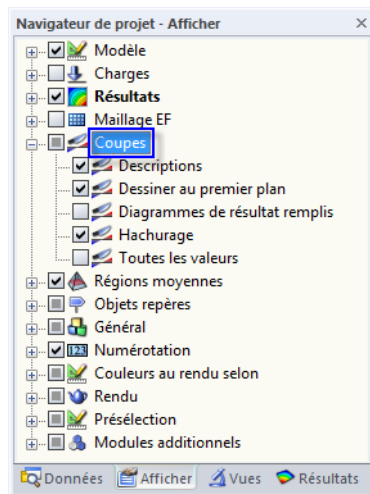 Navigateur de projet - Afficher
Modèle
Charges
Résultats
Maillage EF
Coupes
Descriptions
Dessiner au premier plan
Diagrammes de résultat remplis
Hachurage
Toutes les valeurs
Régions moyennes
Objets repères
Général
123 Numérotation
Couleurs au rendu selon
Rendu
Présélection
Modules additionnels
Données Afficher Vues Résultats